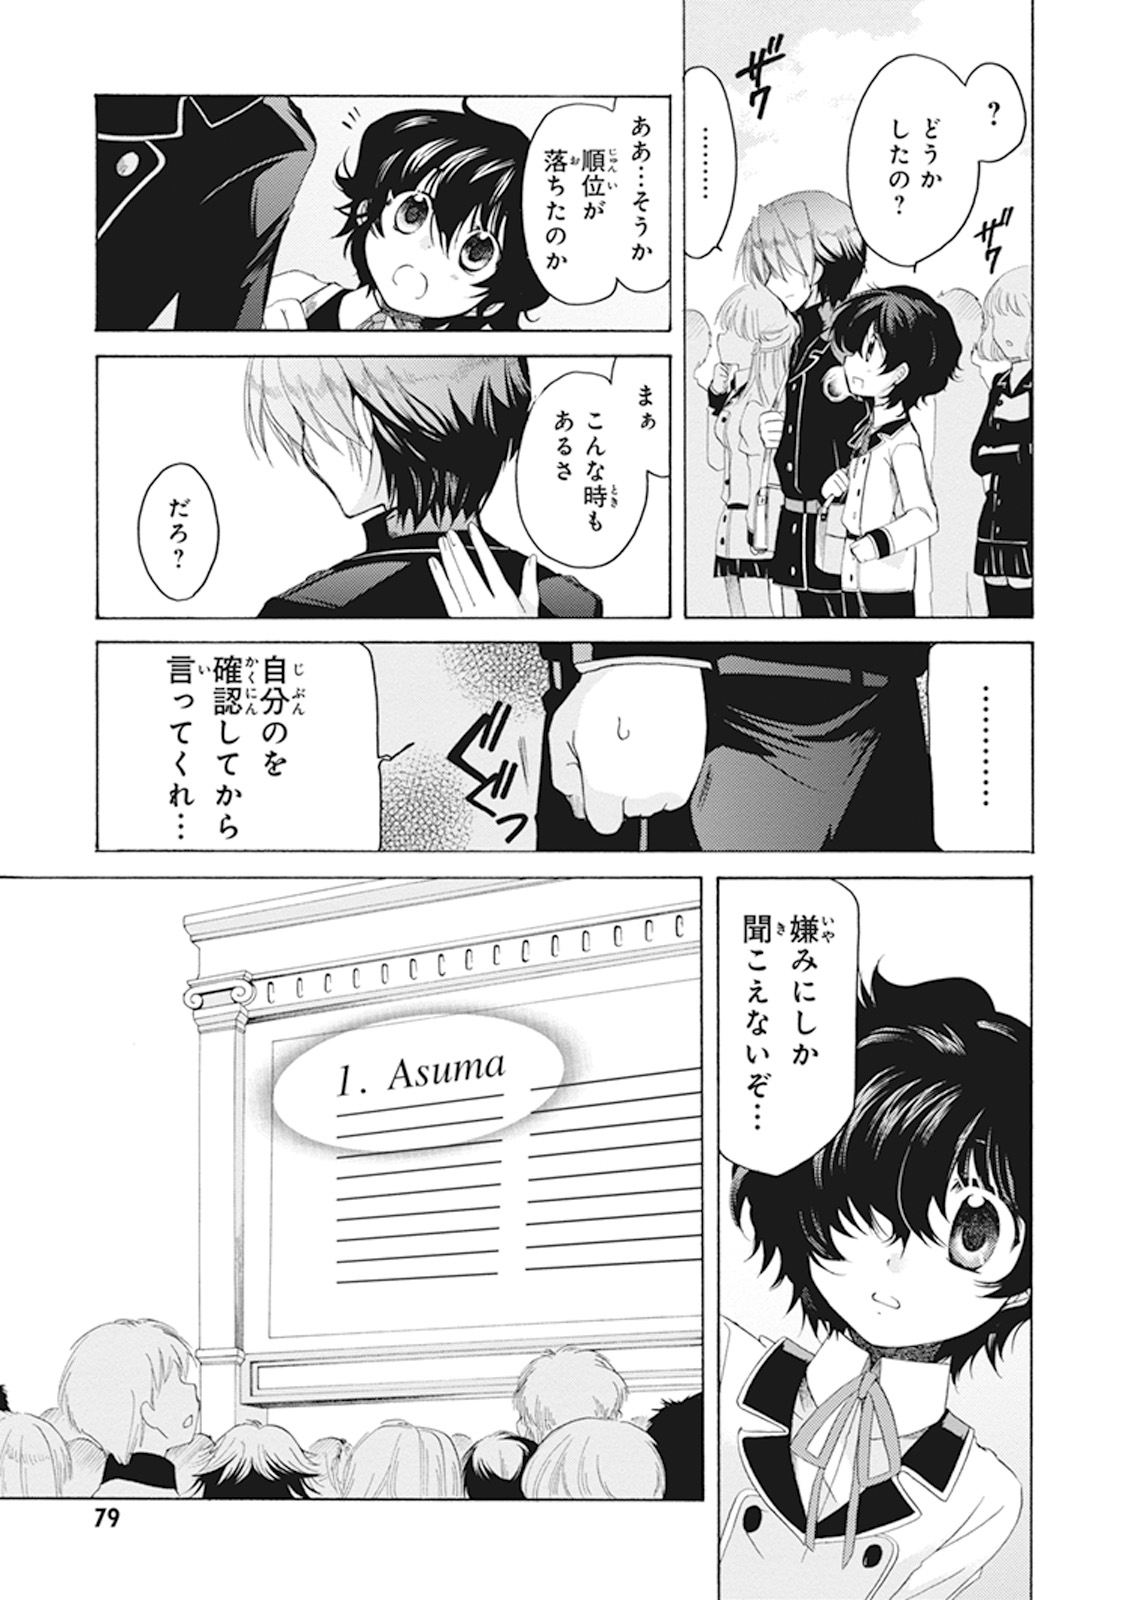 ザワ
？
どうか
したの？
…………
ザワ
ああ…そうか
順位が
落ちたのか
まぁ
こんな時も
あるさ
だろ？
…………
ぐっ
自分のを
確認してから
言ってくれ…
嫌みにしか
聞こえないぞ…
1. Asuma
79